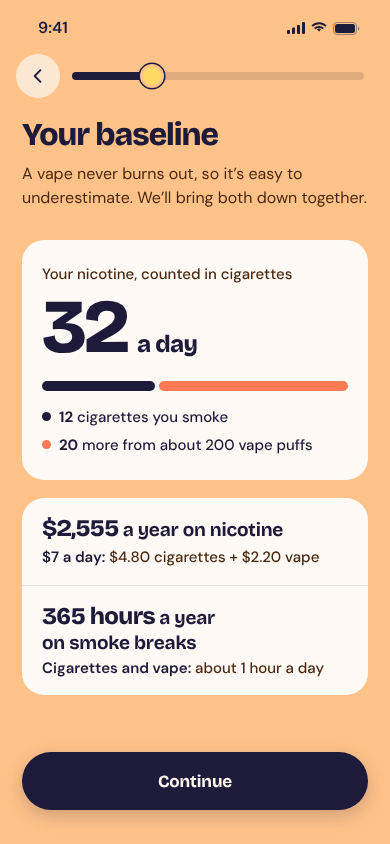 9:41
Your baseline
A vape never burns out, so it’s easy to
underestimate. We’ll bring both down together.
Your nicotine, counted in cigarettes
32 a day
12 cigarettes you smoke
20 more from about 200 vape puffs
$2,555 a year on nicotine
$7 a day: $4.80 cigarettes + $2.20 vape
365 hours a year
on smoke breaks
Cigarettes and vape: about 1 hour a day
Continue